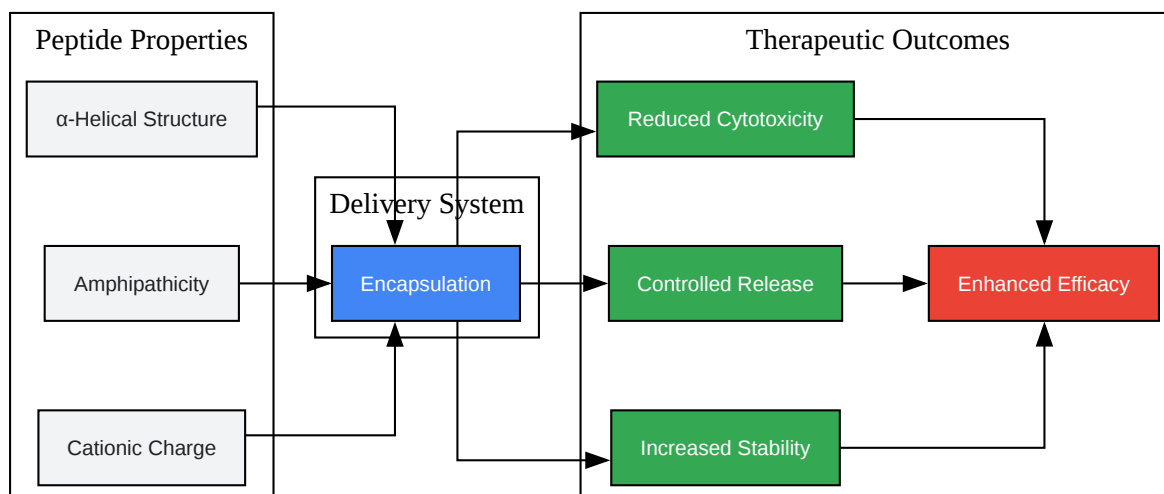 Peptide Properties
α-Helical Structure
Amphipathicity
Cationic Charge
Delivery System
Encapsulation
Therapeutic Outcomes
Reduced Cytotoxicity
Controlled Release
Increased Stability
Enhanced Efficacy